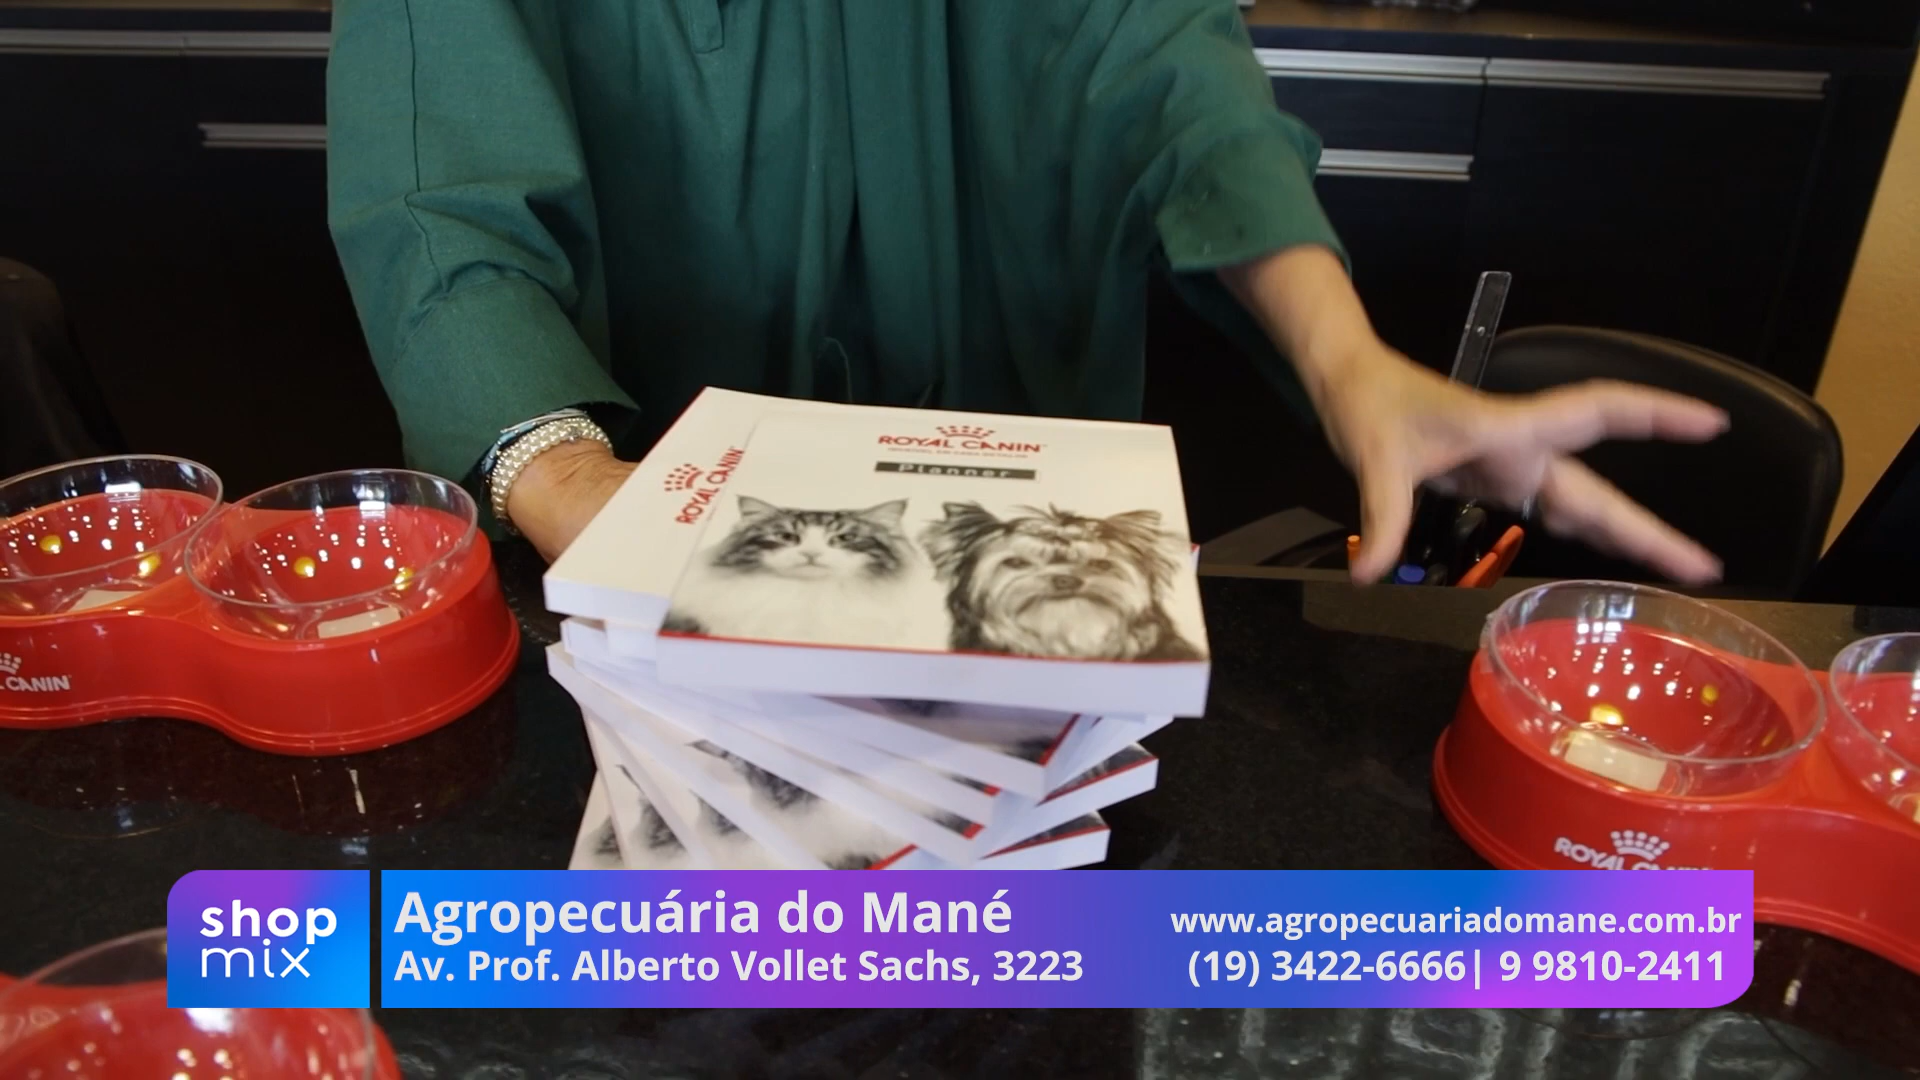 ROYAL CANIN
Planner
ROYAL CANIN
CANIN
ROYAL
shop
mix
Agropecuária do Mané
Av. Prof. Alberto Vollet Sachs, 3223
www.agropecuariadomane.com.br
(19) 3422-6666| 9 9810-2411